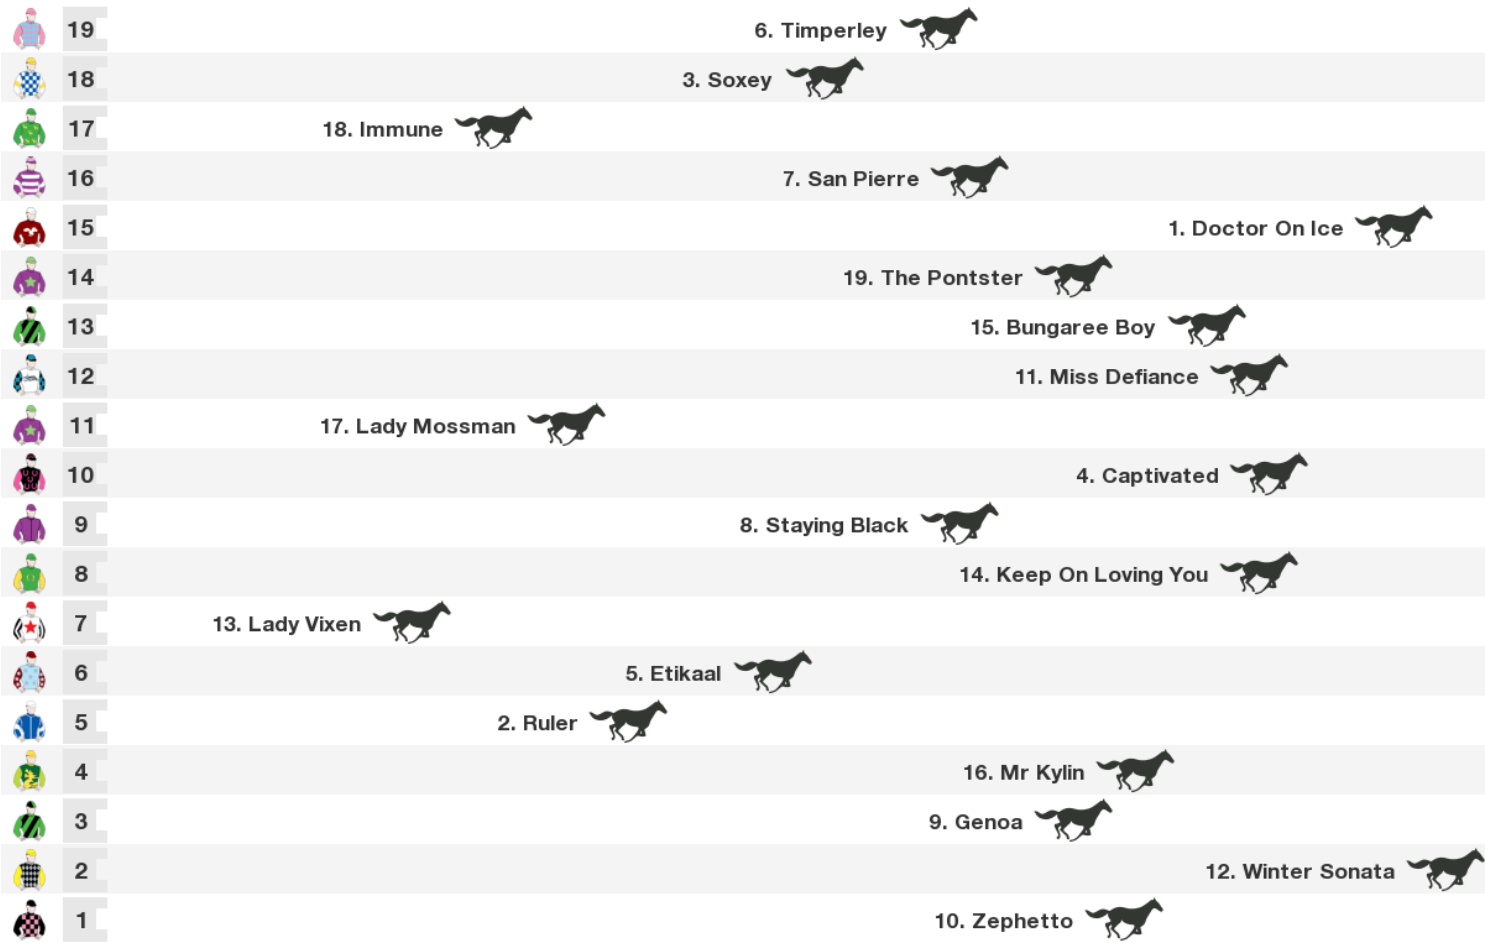 19 6. Timperley
18 3. Soxey
17 18. Immune
16 7. San Pierre
15 1. Doctor On Ice
14 19. The Pontster
13 15. Bungaree Boy
12 11. Miss Defiance
11 17. Lady Mossman
10 4. Captivated
9 8. Staying Black
8 14. Keep On Loving You
7 13. Lady Vixen
6 5. Etikaal
5 2. Ruler
4 16. Mr Kylin
3 9. Genoa
2 12. Winter Sonata
1 10. Zephetto